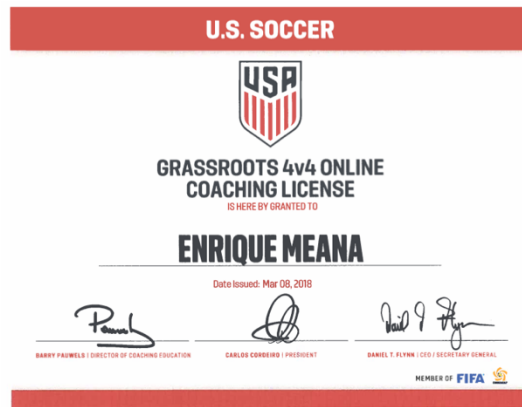 U.S. SOCCER
USA
GRASSROOTS 4v4 ONLINE
COACHING LICENSE
IS HERE BY GRANTED TO
ENRIQUE MEANA
Date Issued: Mar 08, 2018
BARRY PAUWELS | DIRECTOR OF COACHING EDUCATION
CARLOS CORDEIRO | PRESIDENT
DANIEL T. FLYNN | CEO / SECRETARY GENERAL
MEMBER OF FIFA